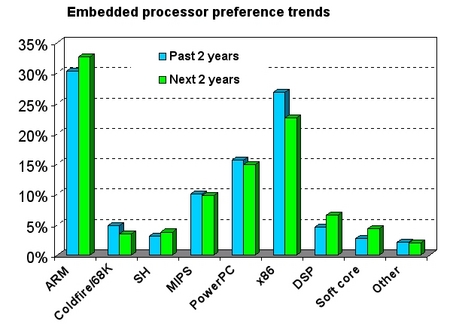 Embedded processor preference trends
Past 2 years
Next 2 years
35%
30%
25%
20%
15%
10%
5%
0%
ARM
Coldfire/68K
SH
MIPS
PowerPC
x86
DSP
Soft core
Other